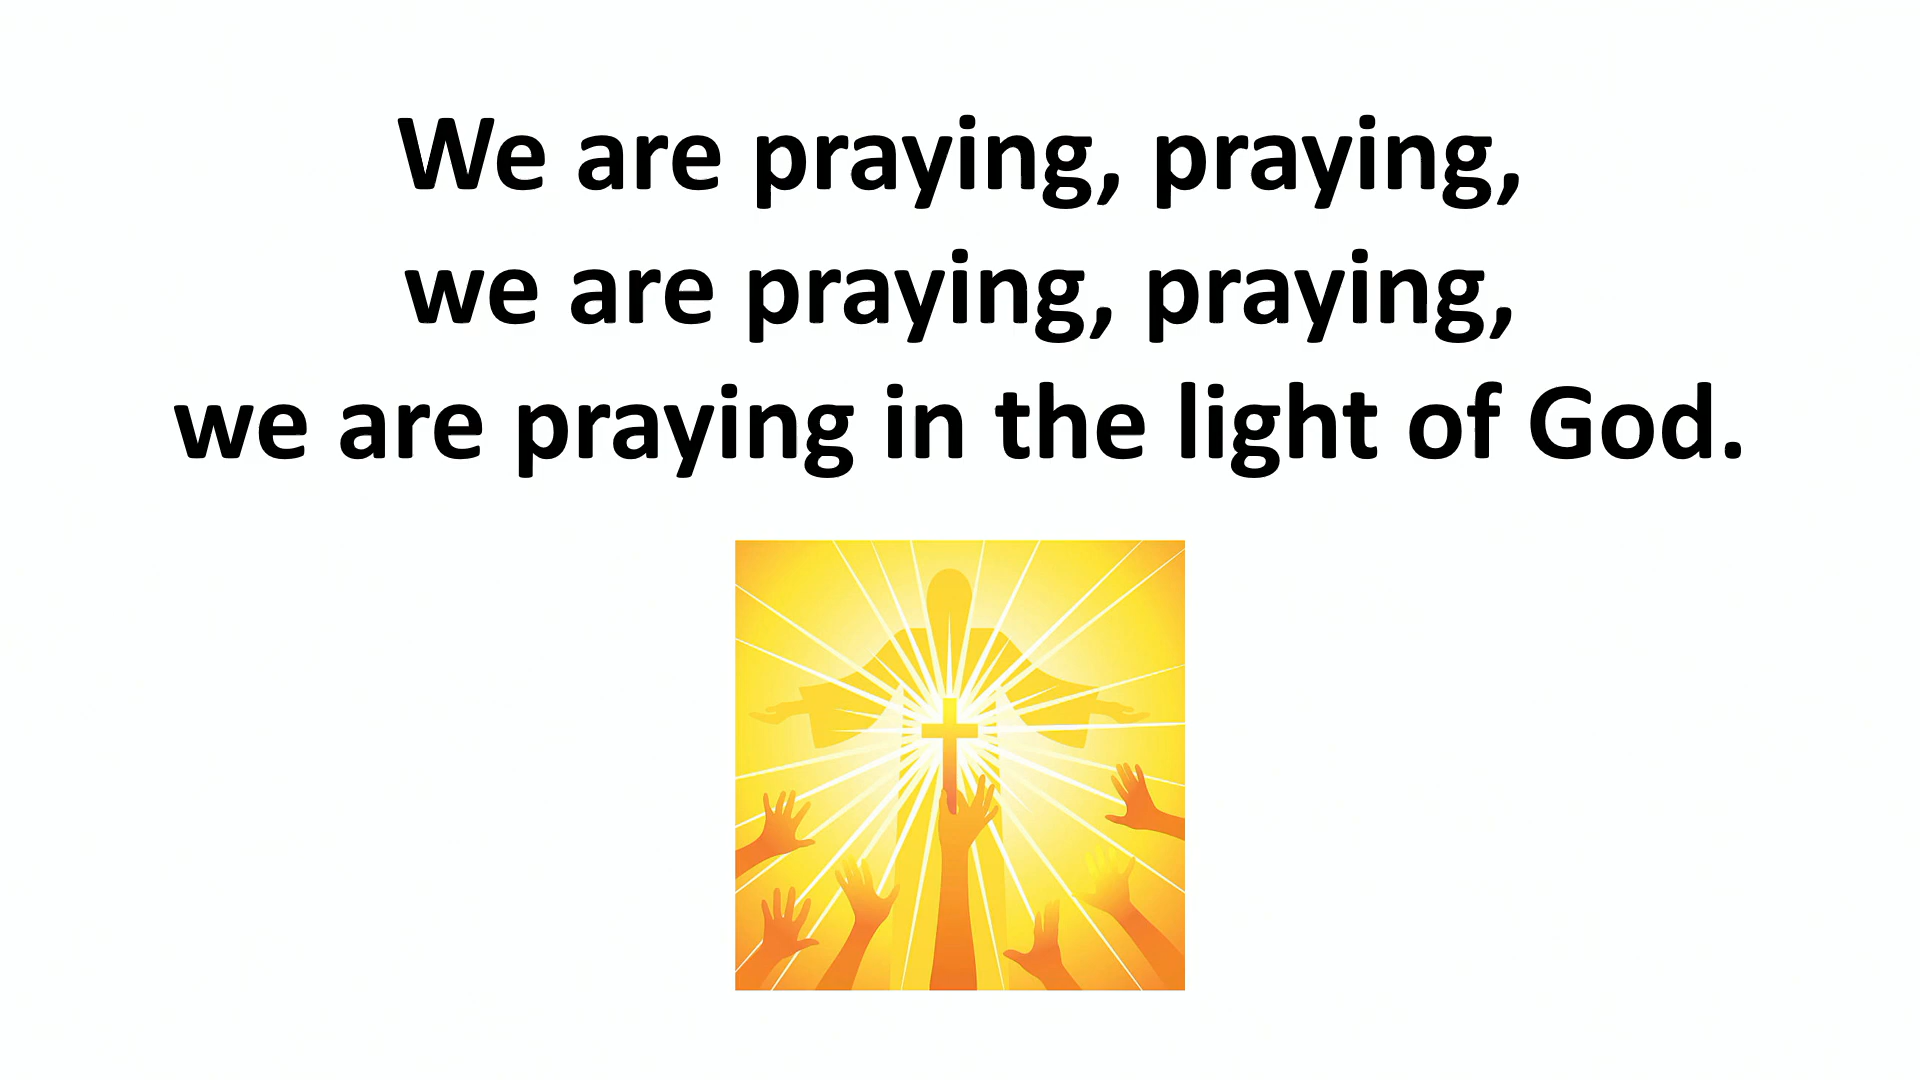 We are praying, praying,
we are praying, praying,
we are praying in the light of God.